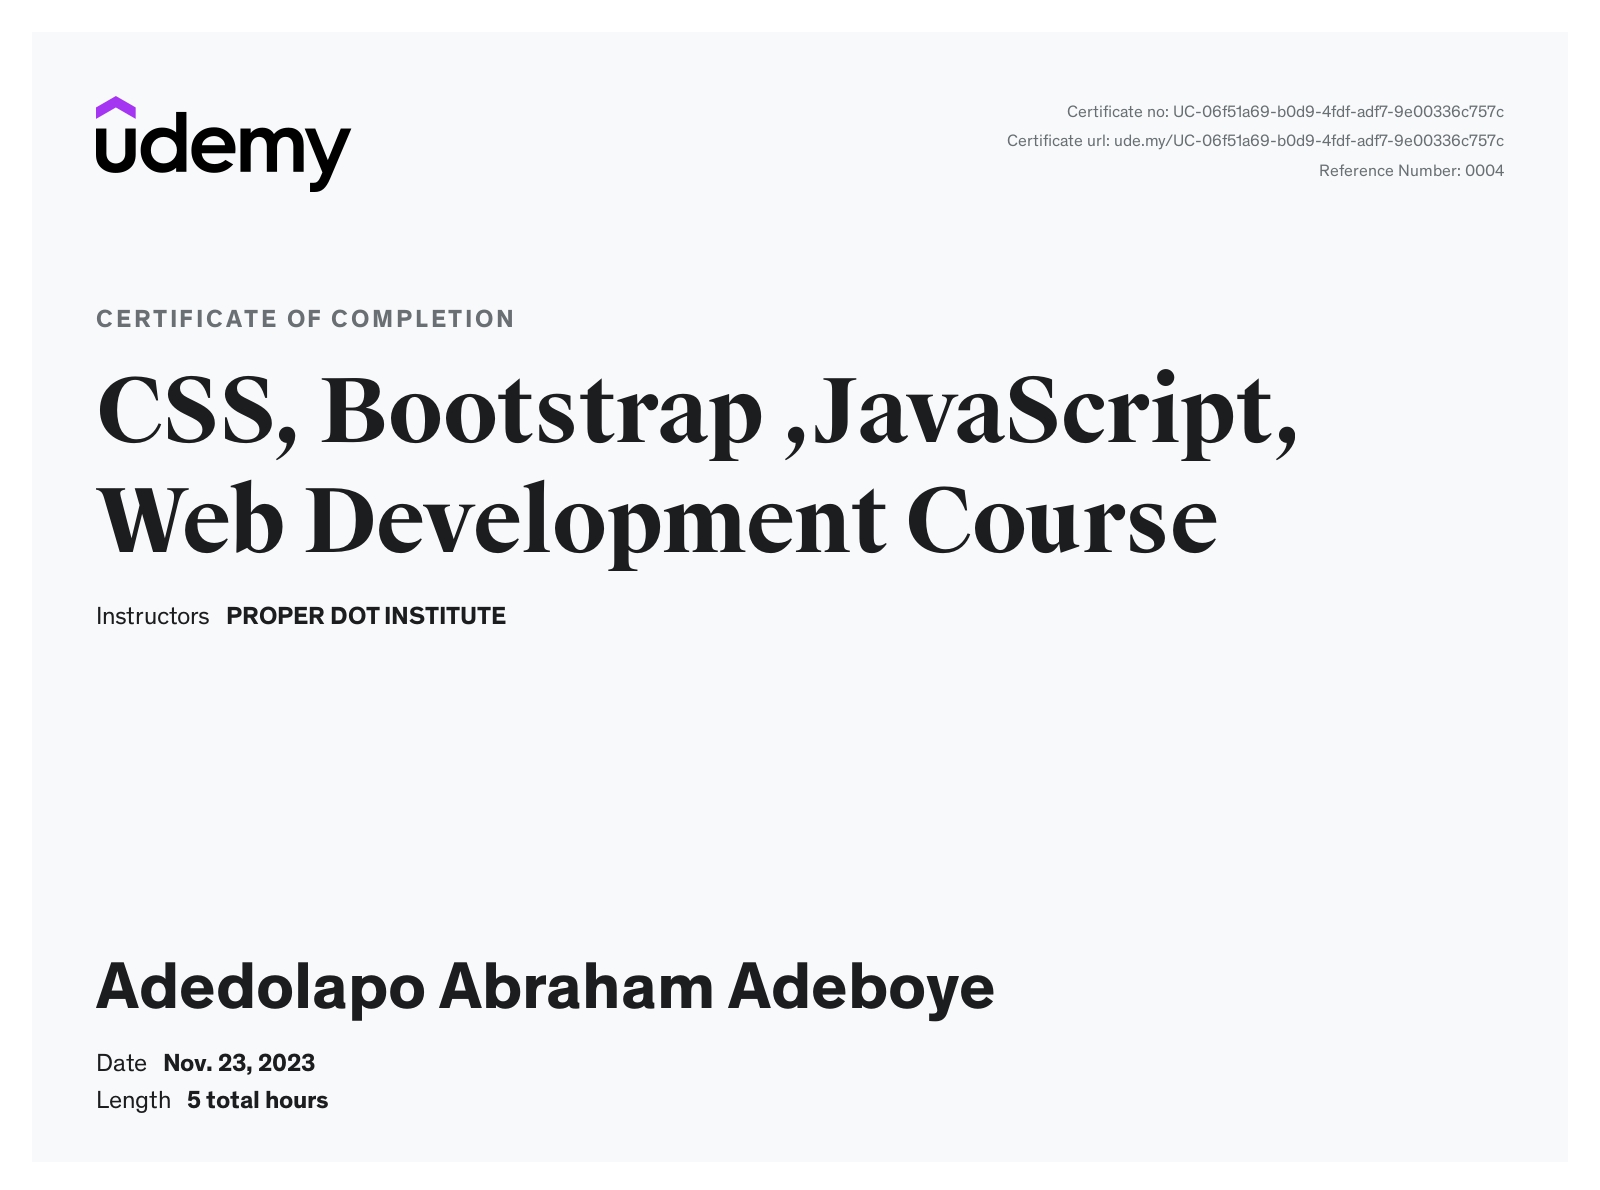 udemy
Certificate no: UC-06f51a69-b0d9-4fdf-adf7-9e00336c757c
Certificate url: ude.my/UC-06f51a69-b0d9-4fdf-adf7-9e00336c757c
Reference Number: 0004
CERTIFICATE OF COMPLETION
CSS, Bootstrap ,JavaScript,
Web Development Course
Instructors PROPER DOT INSTITUTE
Adedolapo Abraham Adeboye
Date Nov. 23, 2023
Length 5 total hours